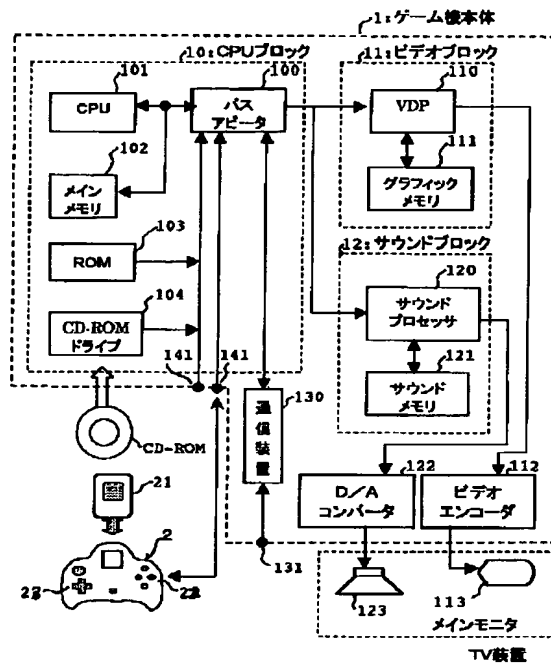 1:ゲーム機本体
10:CPUブロック
11:ビデオブロック
101
CPU
100
バス
アビータ
110
VDP
102
メイン
メモリ
111
グラフィック
メモリ
103
ROM
12:サウンドブロック
104
CD-ROM
ドライブ
120
サウンド
プロセッサ
141
141
130
通信装置
121
サウンド
メモリ
CD-ROM
21
122
D/A
コンバータ
112
ビデオ
エンコーダ
2
22
131
123
113
メインモニタ
TV装置